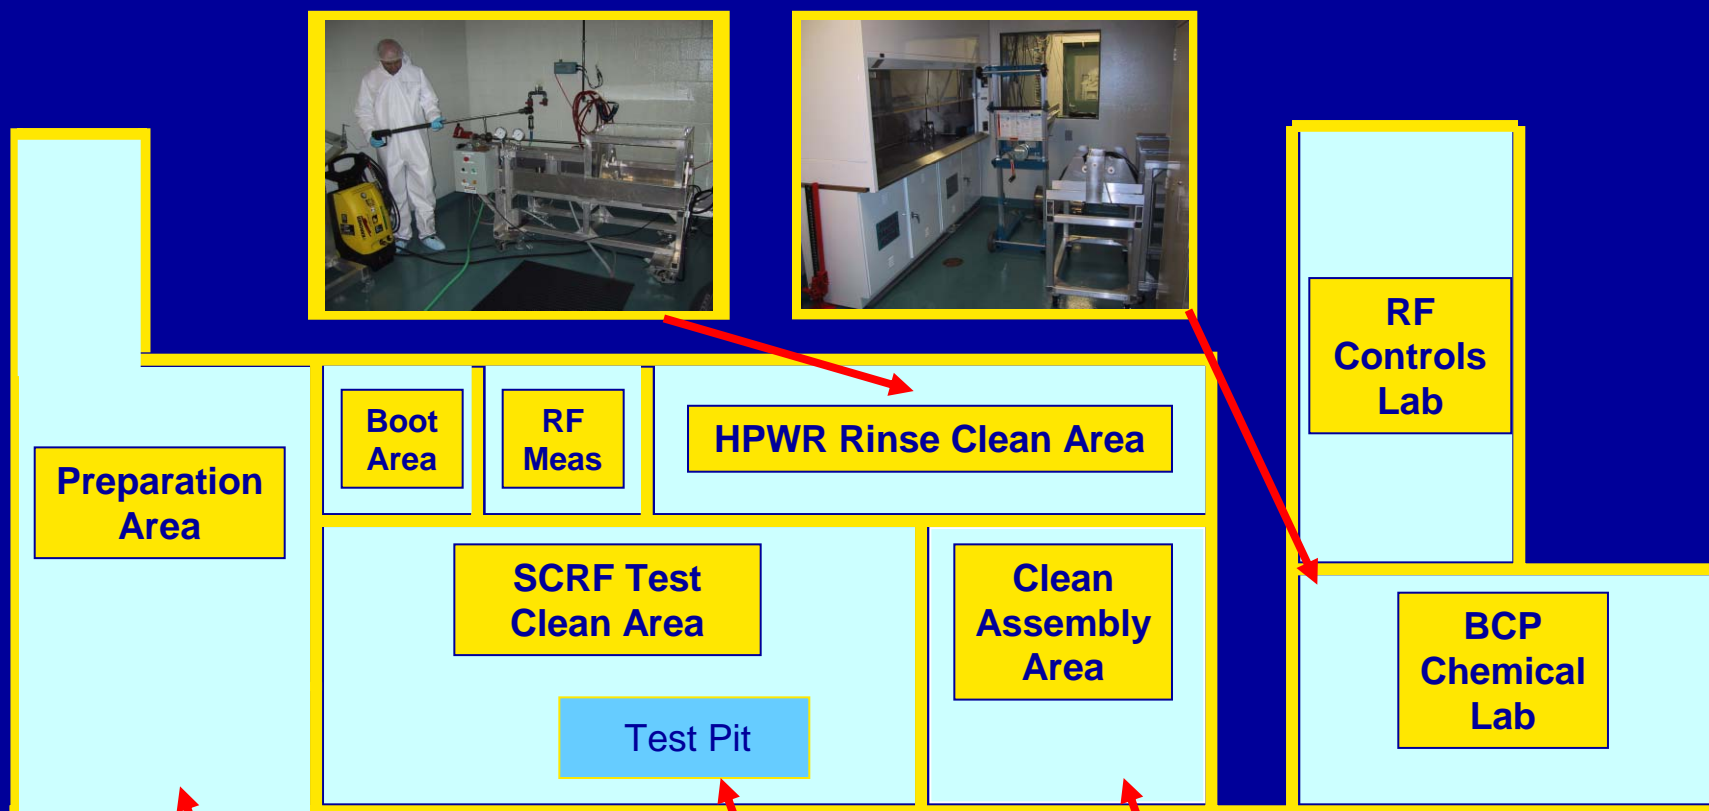 Preparation
Area
Boot
Area
RF
Meas
HPWR Rinse Clean Area
SCRF Test
Clean Area
Test Pit
Clean
Assembly
Area
RF
Controls
Lab
BCP
Chemical
Lab